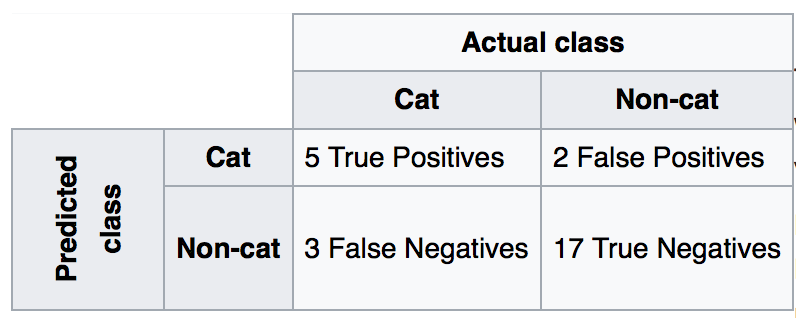 Actual class
Cat
Non-cat
Predicted
class
Cat
5 True Positives
2 False Positives
Non-cat
3 False Negatives
17 True Negatives